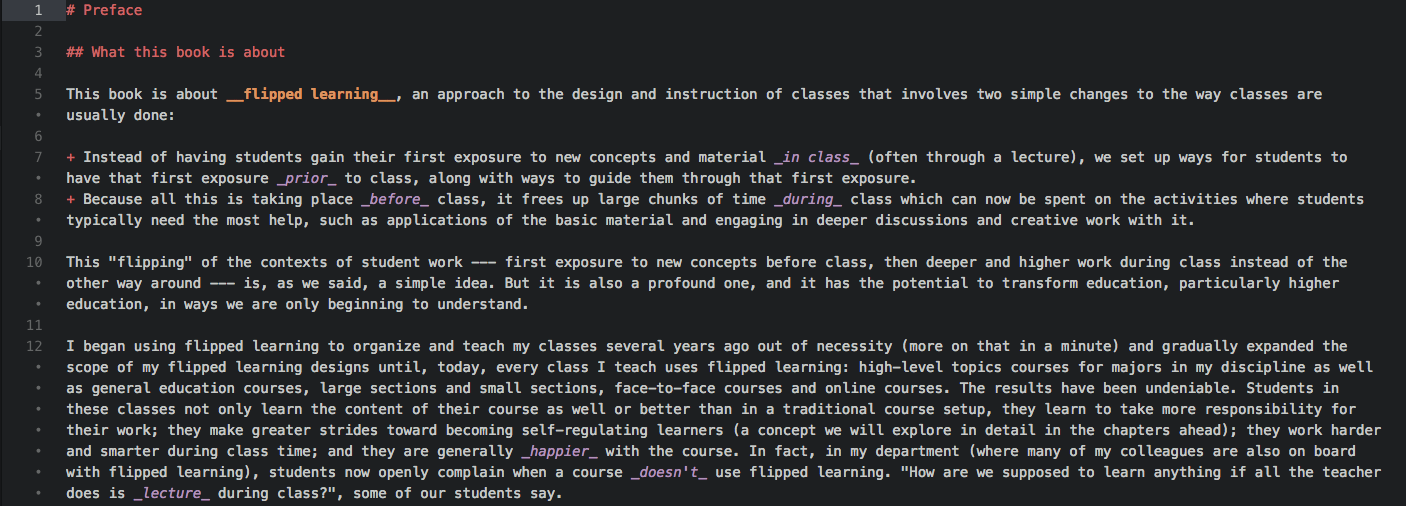 1 # Preface
2
3 ## What this book is about
4
5 This book is about __flipped learning__, an approach to the design and instruction of classes that involves two simple changes to the way classes are
• usually done:
6
7 + Instead of having students gain their first exposure to new concepts and material _in class_ (often through a lecture), we set up ways for students to
• have that first exposure _prior_ to class, along with ways to guide them through that first exposure.
8 + Because all this is taking place _before_ class, it frees up large chunks of time _during_ class which can now be spent on the activities where students
• typically need the most help, such as applications of the basic material and engaging in deeper discussions and creative work with it.
9
10 This "flipping" of the contexts of student work --- first exposure to new concepts before class, then deeper and higher work during class instead of the
• other way around --- is, as we said, a simple idea. But it is also a profound one, and it has the potential to transform education, particularly higher
• education, in ways we are only beginning to understand.
11
12 I began using flipped learning to organize and teach my classes several years ago out of necessity (more on that in a minute) and gradually expanded the
• scope of my flipped learning designs until, today, every class I teach uses flipped learning: high-level topics courses for majors in my discipline as well
• as general education courses, large sections and small sections, face-to-face courses and online courses. The results have been undeniable. Students in
• these classes not only learn the content of their course as well or better than in a traditional course setup, they learn to take more responsibility for
• their work; they make greater strides toward becoming self-regulating learners (a concept we will explore in detail in the chapters ahead); they work harder
• and smarter during class time; and they are generally _happier_ with the course. In fact, in my department (where many of my colleagues are also on board
• with flipped learning), students now openly complain when a course _doesn't_ use flipped learning. "How are we supposed to learn anything if all the teacher
• does is _lecture_ during class?", some of our students say.